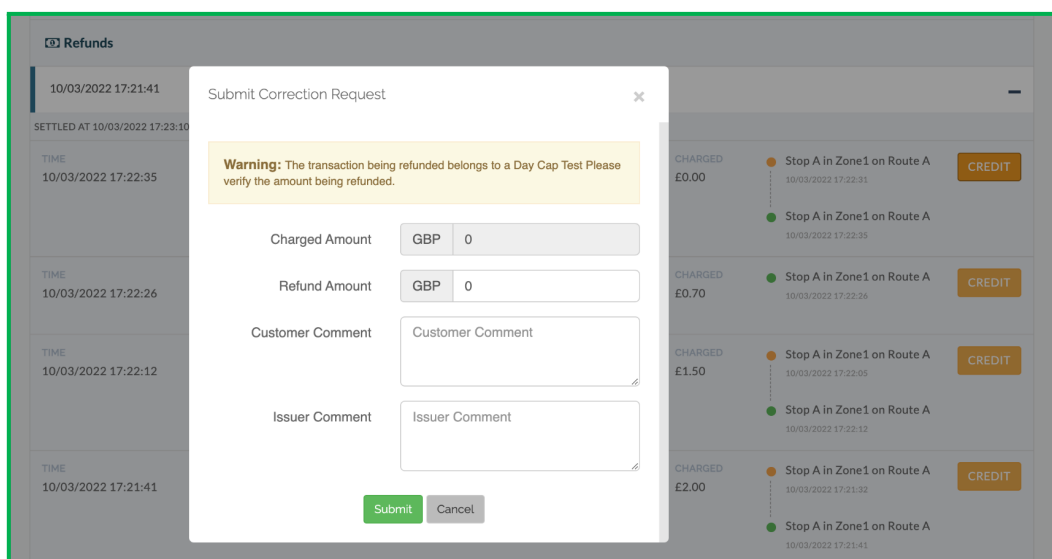 Refunds
10/03/2022 17:21:41
SETTLED AT 10/03/2022 17:23:10
Submit Correction Request
×
Warning: The transaction being refunded belongs to a Day Cap Test Please
verify the amount being refunded.
Charged Amount GBP 0
Refund Amount GBP 0
Customer Comment Customer Comment
Issuer Comment Issuer Comment
Submit Cancel
TIME
10/03/2022 17:22:35
CHARGED
£0.00
Stop A in Zone1 on Route A
10/03/2022 17:22:31
Stop A in Zone1 on Route A
10/03/2022 17:22:35
CREDIT
TIME
10/03/2022 17:22:26
CHARGED
£0.70
Stop A in Zone1 on Route A
10/03/2022 17:22:26
CREDIT
TIME
10/03/2022 17:22:12
CHARGED
£1.50
Stop A in Zone1 on Route A
10/03/2022 17:22:05
Stop A in Zone1 on Route A
10/03/2022 17:22:12
CREDIT
TIME
10/03/2022 17:21:41
CHARGED
£2.00
Stop A in Zone1 on Route A
10/03/2022 17:21:32
Stop A in Zone1 on Route A
10/03/2022 17:21:41
CREDIT